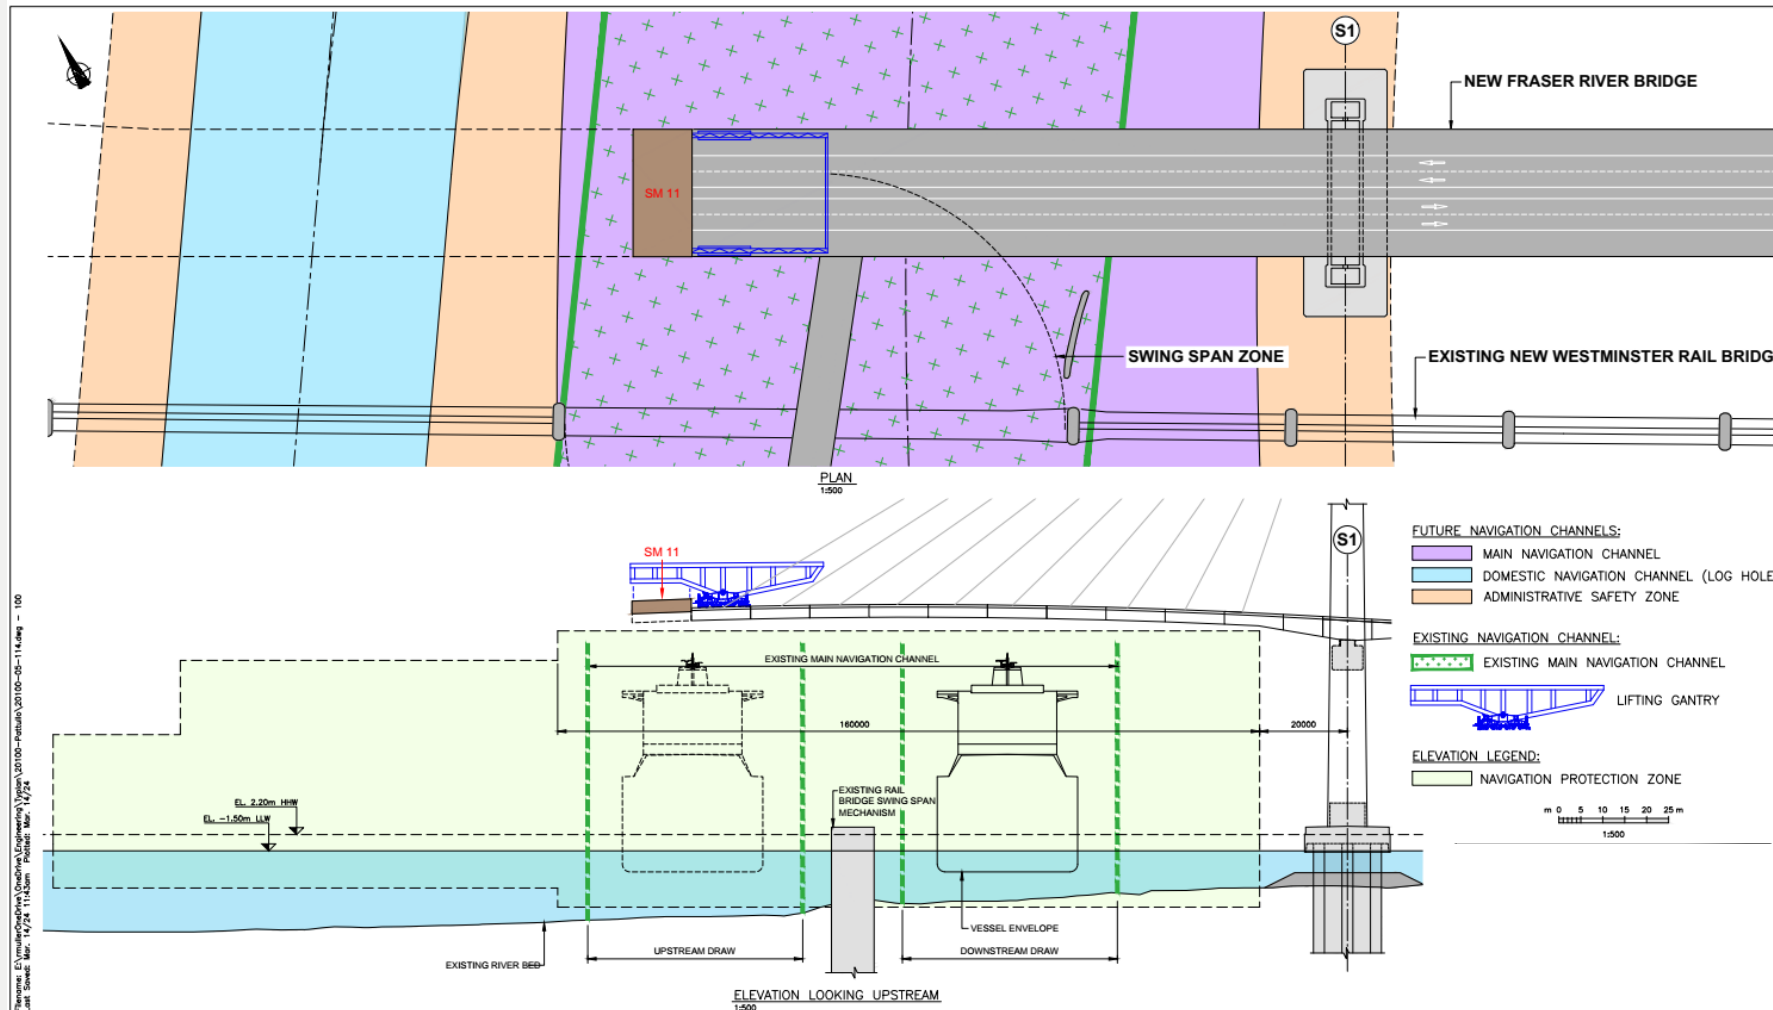 S1
NEW FRASER RIVER BRIDGE
SM 11
SWING SPAN ZONE
EXISTING NEW WESTMINSTER RAIL BRIDG
PLAN
1:500
SM 11
S1
FUTURE NAVIGATION CHANNELS:
MAIN NAVIGATION CHANNEL
DOMESTIC NAVIGATION CHANNEL (LOG HOLE
ADMINISTRATIVE SAFETY ZONE
EXISTING NAVIGATION CHANNEL:
EXISTING MAIN NAVIGATION CHANNEL
LIFTING GANTRY
ELEVATION LEGEND:
NAVIGATION PROTECTION ZONE
m 0 5 10 15 20 25 m
1:500
EXISTING MAIN NAVIGATION CHANNEL
160000
20000
EXISTING RAIL
BRIDGE SWING SPAN
MECHANISM
EL. 2.20m HHW
EL. -1.50m LLW
VESSEL ENVELOPE
UPSTREAM DRAW
DOWNSTREAM DRAW
EXISTING RIVER BED
ELEVATION LOOKING UPSTREAM
1:500